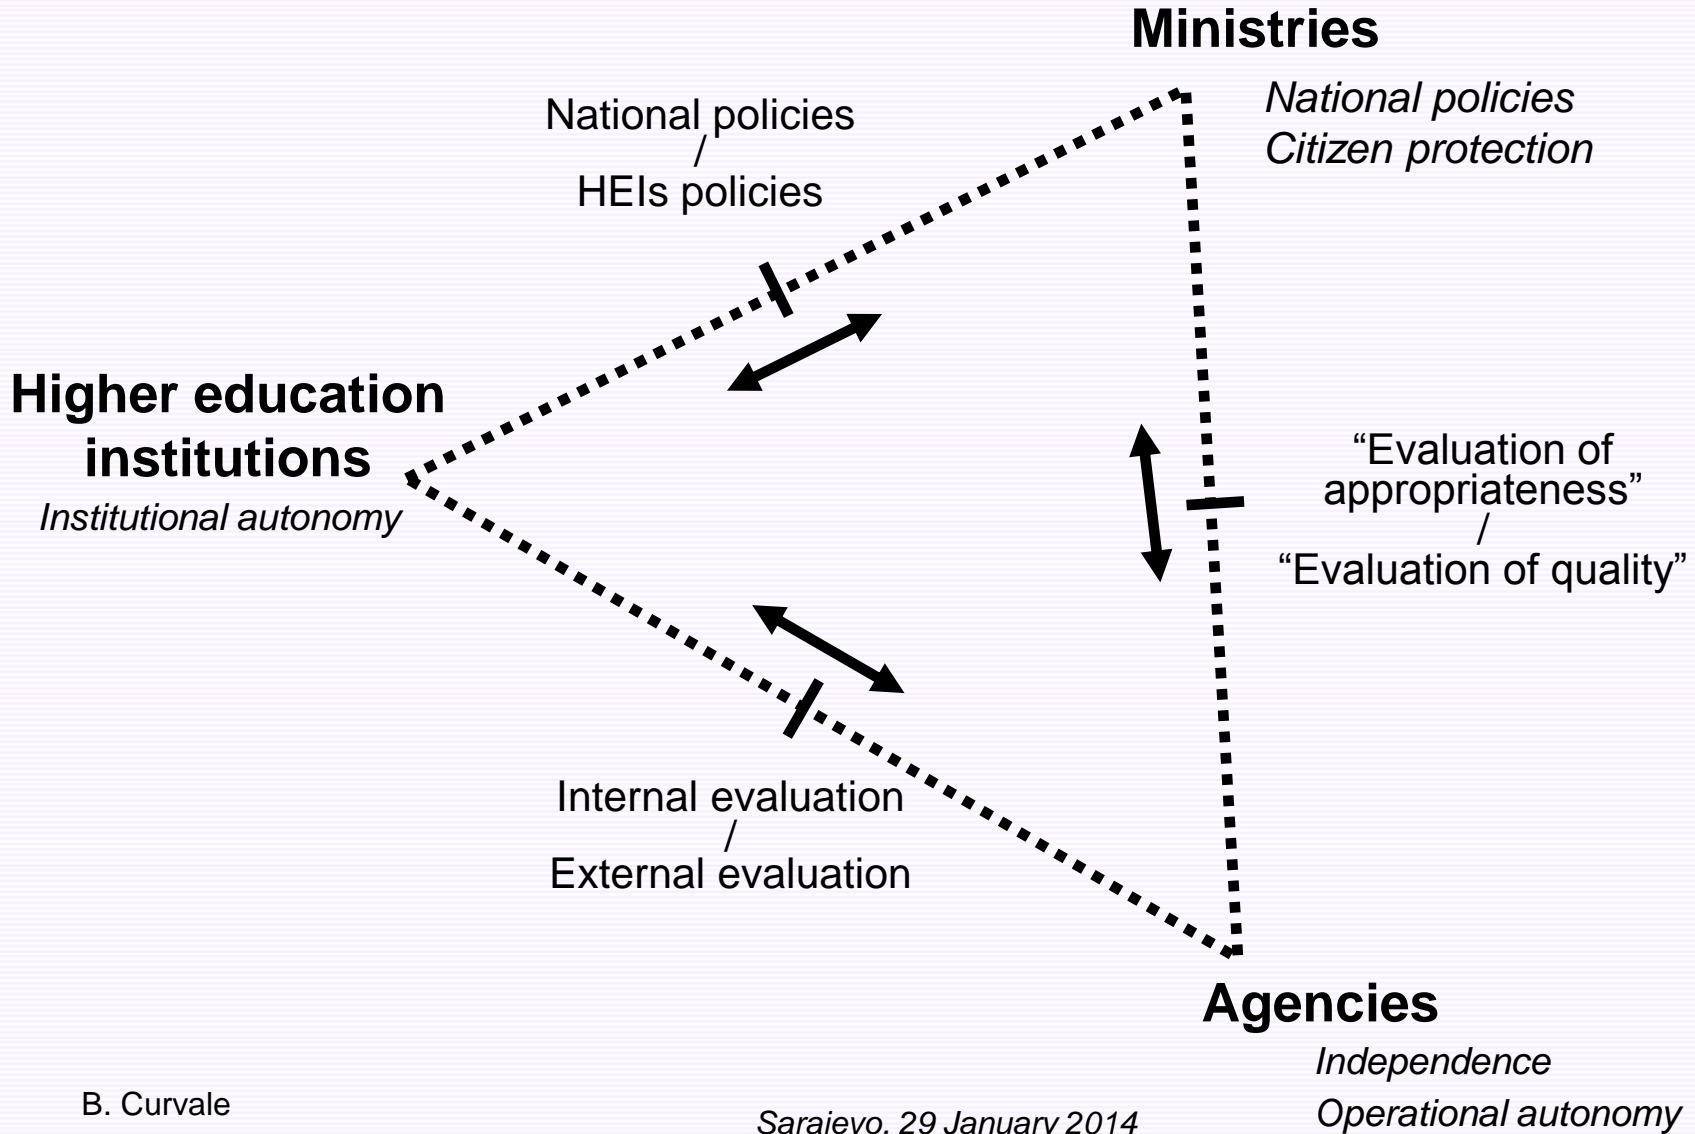 Ministries
National policies
Citizen protection
National policies
/
HEIs policies
Higher education
institutions
Institutional autonomy
“Evaluation of
appropriateness”
/
“Evaluation of quality”
Internal evaluation
/
External evaluation
Agencies
Independence
Operational autonomy
B. Curvale
Sarajevo, 29 January 2014